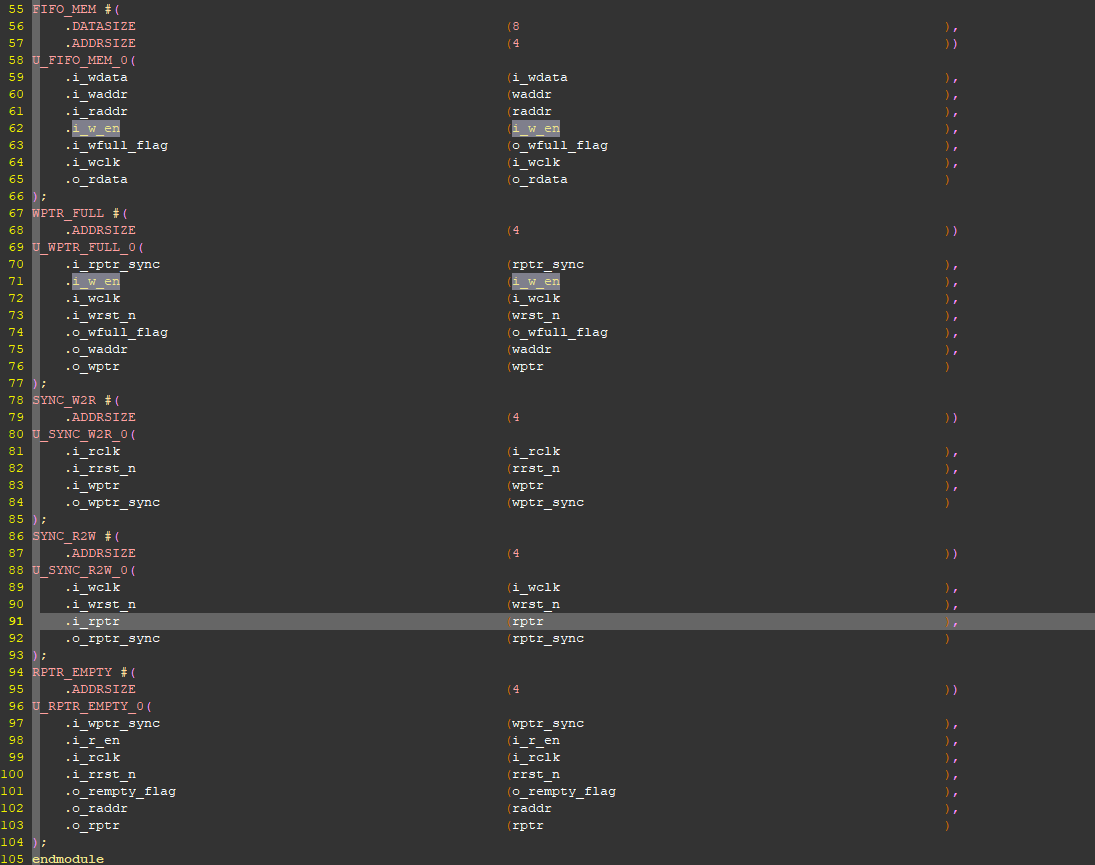 55 FIFO_MEM #(
56     .DATASIZE (8 ),
57     .ADDRSIZE (4 ))
58 U_FIFO_MEM_0(
59     .i_wdata (i_wdata ),
60     .i_waddr (waddr ),
61     .i_raddr (raddr ),
62     .i_w_en (i_w_en ),
63     .i_wfull_flag (o_wfull_flag ),
64     .i_wclk (i_wclk ),
65     .o_rdata (o_rdata )
66 );
67 WPTR_FULL #(
68     .ADDRSIZE (4 ))
69 U_WPTR_FULL_0(
70     .i_rptr_sync (rptr_sync ),
71     .i_w_en (i_w_en ),
72     .i_wclk (i_wclk ),
73     .i_wrst_n (wrst_n ),
74     .o_wfull_flag (o_wfull_flag ),
75     .o_waddr (waddr ),
76     .o_wptr (wptr )
77 );
78 SYNC_W2R #(
79     .ADDRSIZE (4 ))
80 U_SYNC_W2R_0(
81     .i_rclk (i_rclk ),
82     .i_rrst_n (rrst_n ),
83     .i_wptr (wptr ),
84     .o_wptr_sync (wptr_sync )
85 );
86 SYNC_R2W #(
87     .ADDRSIZE (4 ))
88 U_SYNC_R2W_0(
89     .i_wclk (i_wclk ),
90     .i_wrst_n (wrst_n ),
91     .i_rptr (rptr ),
92     .o_rptr_sync (rptr_sync )
93 );
94 RPTR_EMPTY #(
95     .ADDRSIZE (4 ))
96 U_RPTR_EMPTY_0(
97     .i_wptr_sync (wptr_sync ),
98     .i_r_en (i_r_en ),
99     .i_rclk (i_rclk ),
100     .i_rrst_n (rrst_n ),
101     .o_rempty_flag (o_rempty_flag ),
102     .o_raddr (raddr ),
103     .o_rptr (rptr )
104 );
105 endmodule